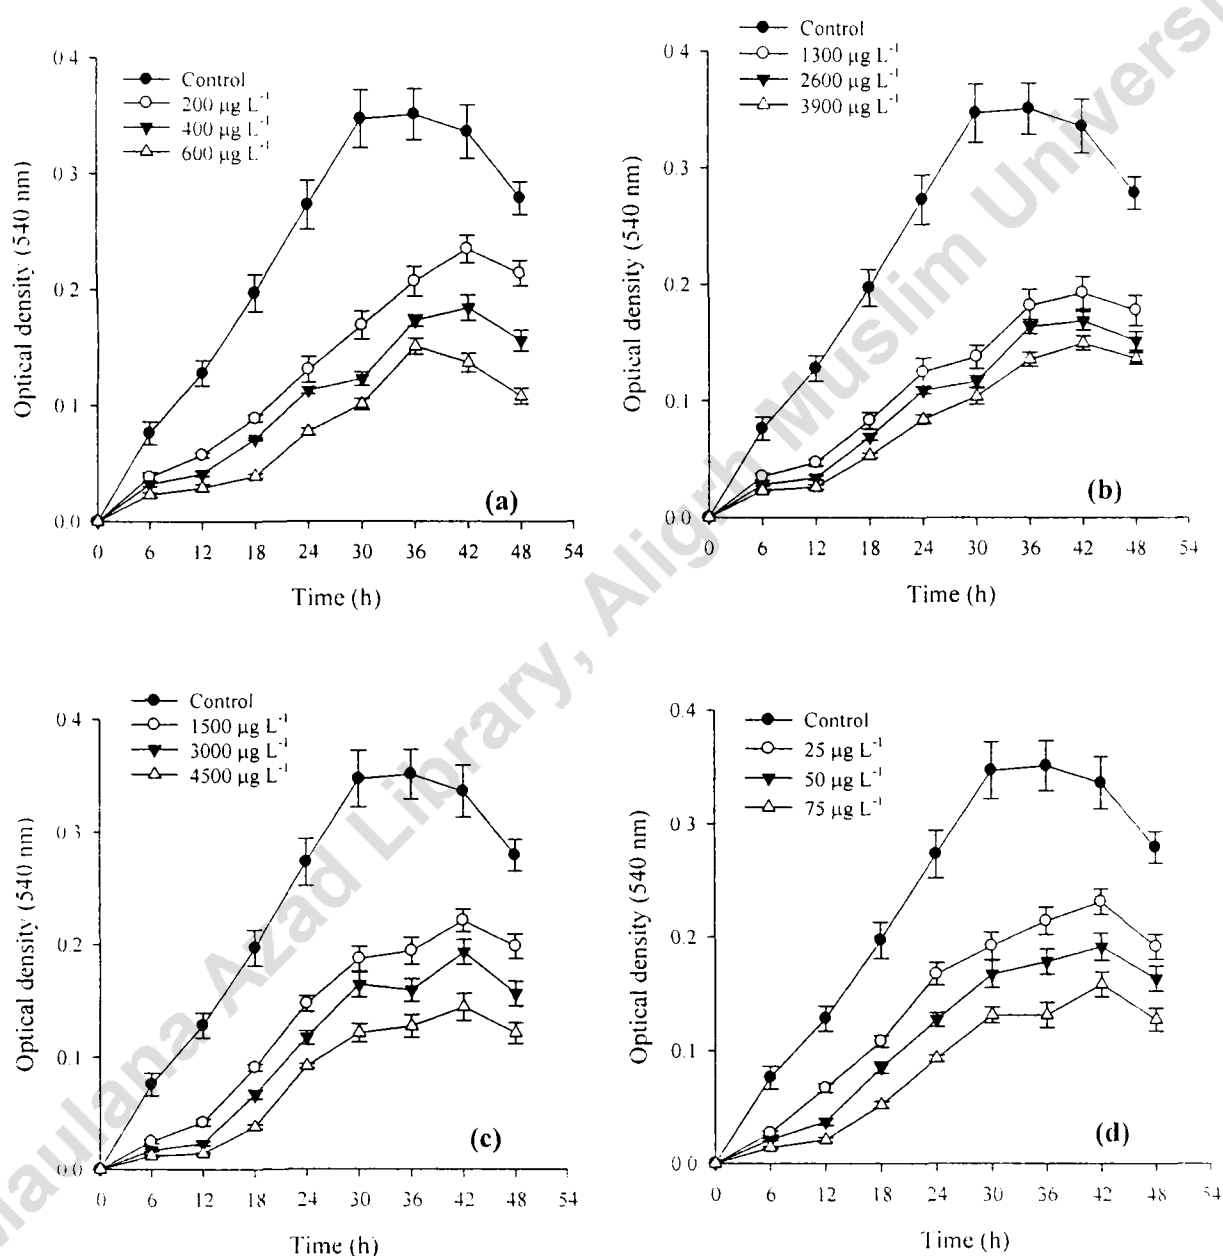 Control
200 µg L-1
400 µg L-1
600 µg L-1
0.4
0.3
0.2
0.1
0.0
Optical density (540 nm)
(a)
0 6 12 18 24 30 36 42 48 54
Time (h)
Control
1300 µg L-1
2600 µg L-1
3900 µg L-1
0.4
0.3
0.2
0.1
0.0
Optical density (540 nm)
(b)
0 6 12 18 24 30 36 42 48 54
Time (h)
Control
1500 µg L-1
3000 µg L-1
4500 µg L-1
0.4
0.3
0.2
0.1
0.0
Optical density (540 nm)
(c)
0 6 12 18 24 30 36 42 48 54
Time (h)
Control
25 µg L-1
50 µg L-1
75 µg L-1
0.4
0.3
0.2
0.1
0.0
Optical density (540 nm)
(d)
0 6 12 18 24 30 36 42 48 54
Time (h)
Maulana Azad Library, Aligrh Muslim Universi